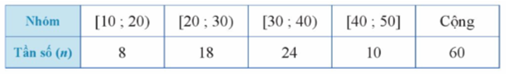 Nhóm [10 ; 20) [20 ; 30) [30 ; 40) [40 ; 50] Cộng
Tần số (n) 8 18 24 10 60